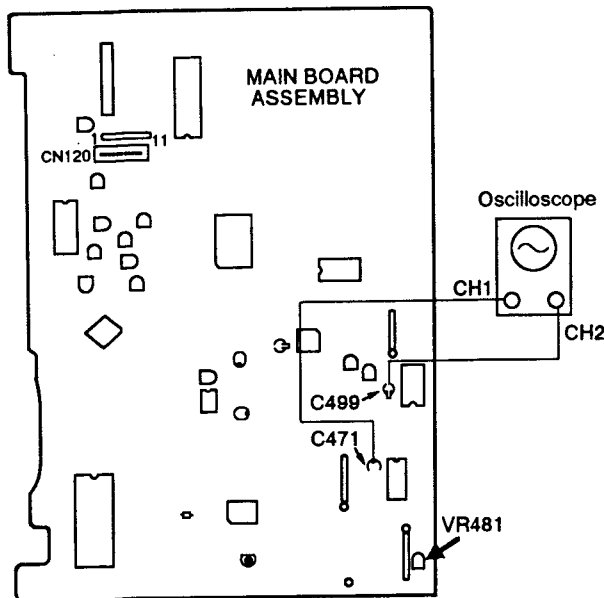 MAIN BOARD
ASSEMBLY
1 11
CN120
Oscilloscope
CH1
CH2
C499
C471
VR481